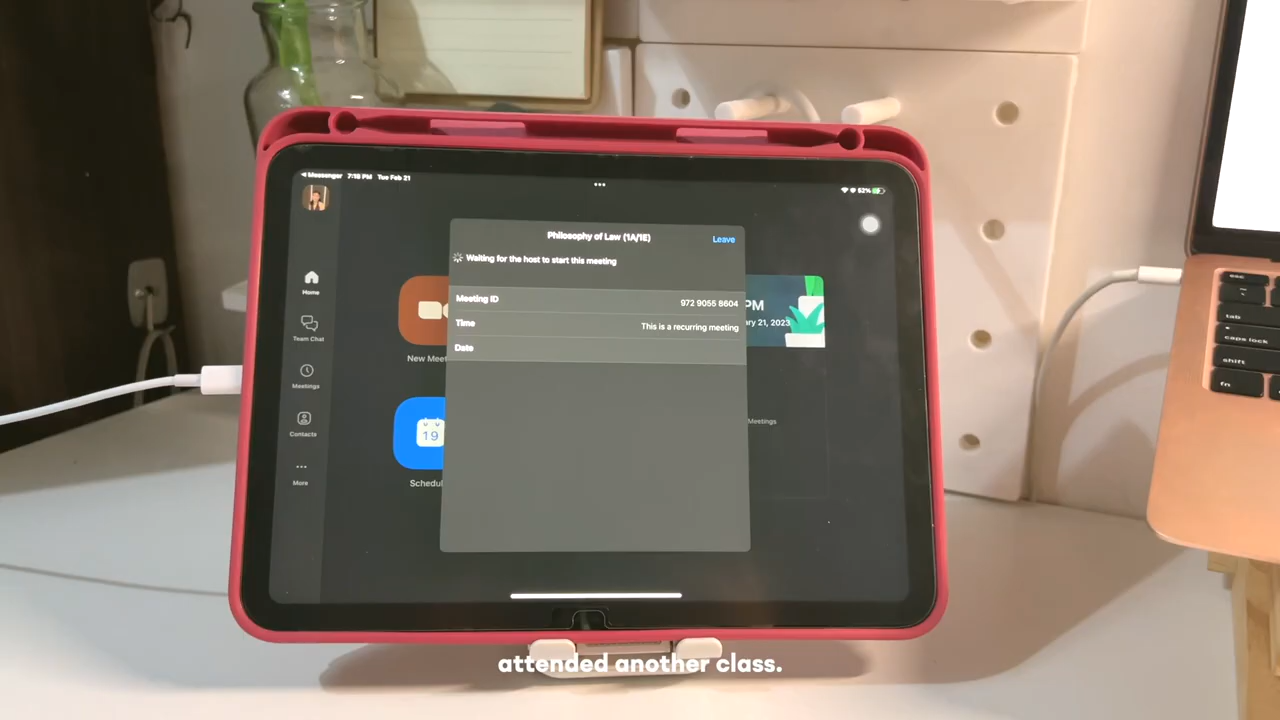 Messenger 7:18 PM Tue Feb 21
52%
Philosophy of Law (1A/1E)
Leave
Waiting for the host to start this meeting
Meeting ID
972 9055 8604
Time
This is a recurring meeting
Date
Home
Team Chat
Meetings
Contacts
More
New Meet
19
Schedul
PM
ary 21, 2023
Meetings
esc
tab
caps lock
shift
fn
attended another class.